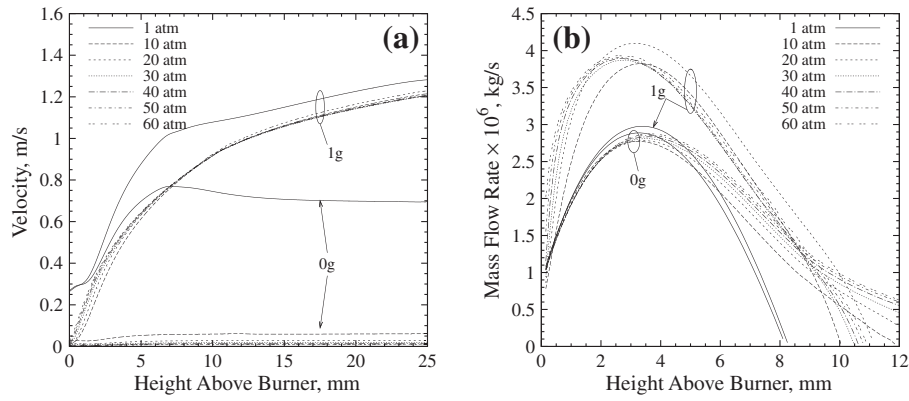 (a)
1 atm
10 atm
20 atm
30 atm
40 atm
50 atm
60 atm
1g
0g
Velocity, m/s
0
0.2
0.4
0.6
0.8
1
1.2
1.4
1.6
0 5 10 15 20 25
Height Above Burner, mm
(b)
1 atm
10 atm
20 atm
30 atm
40 atm
50 atm
60 atm
1g
0g
Mass Flow Rate × 10⁶, kg/s
0
0.5
1
1.5
2
2.5
3
3.5
4
4.5
0 2 4 6 8 10 12
Height Above Burner, mm